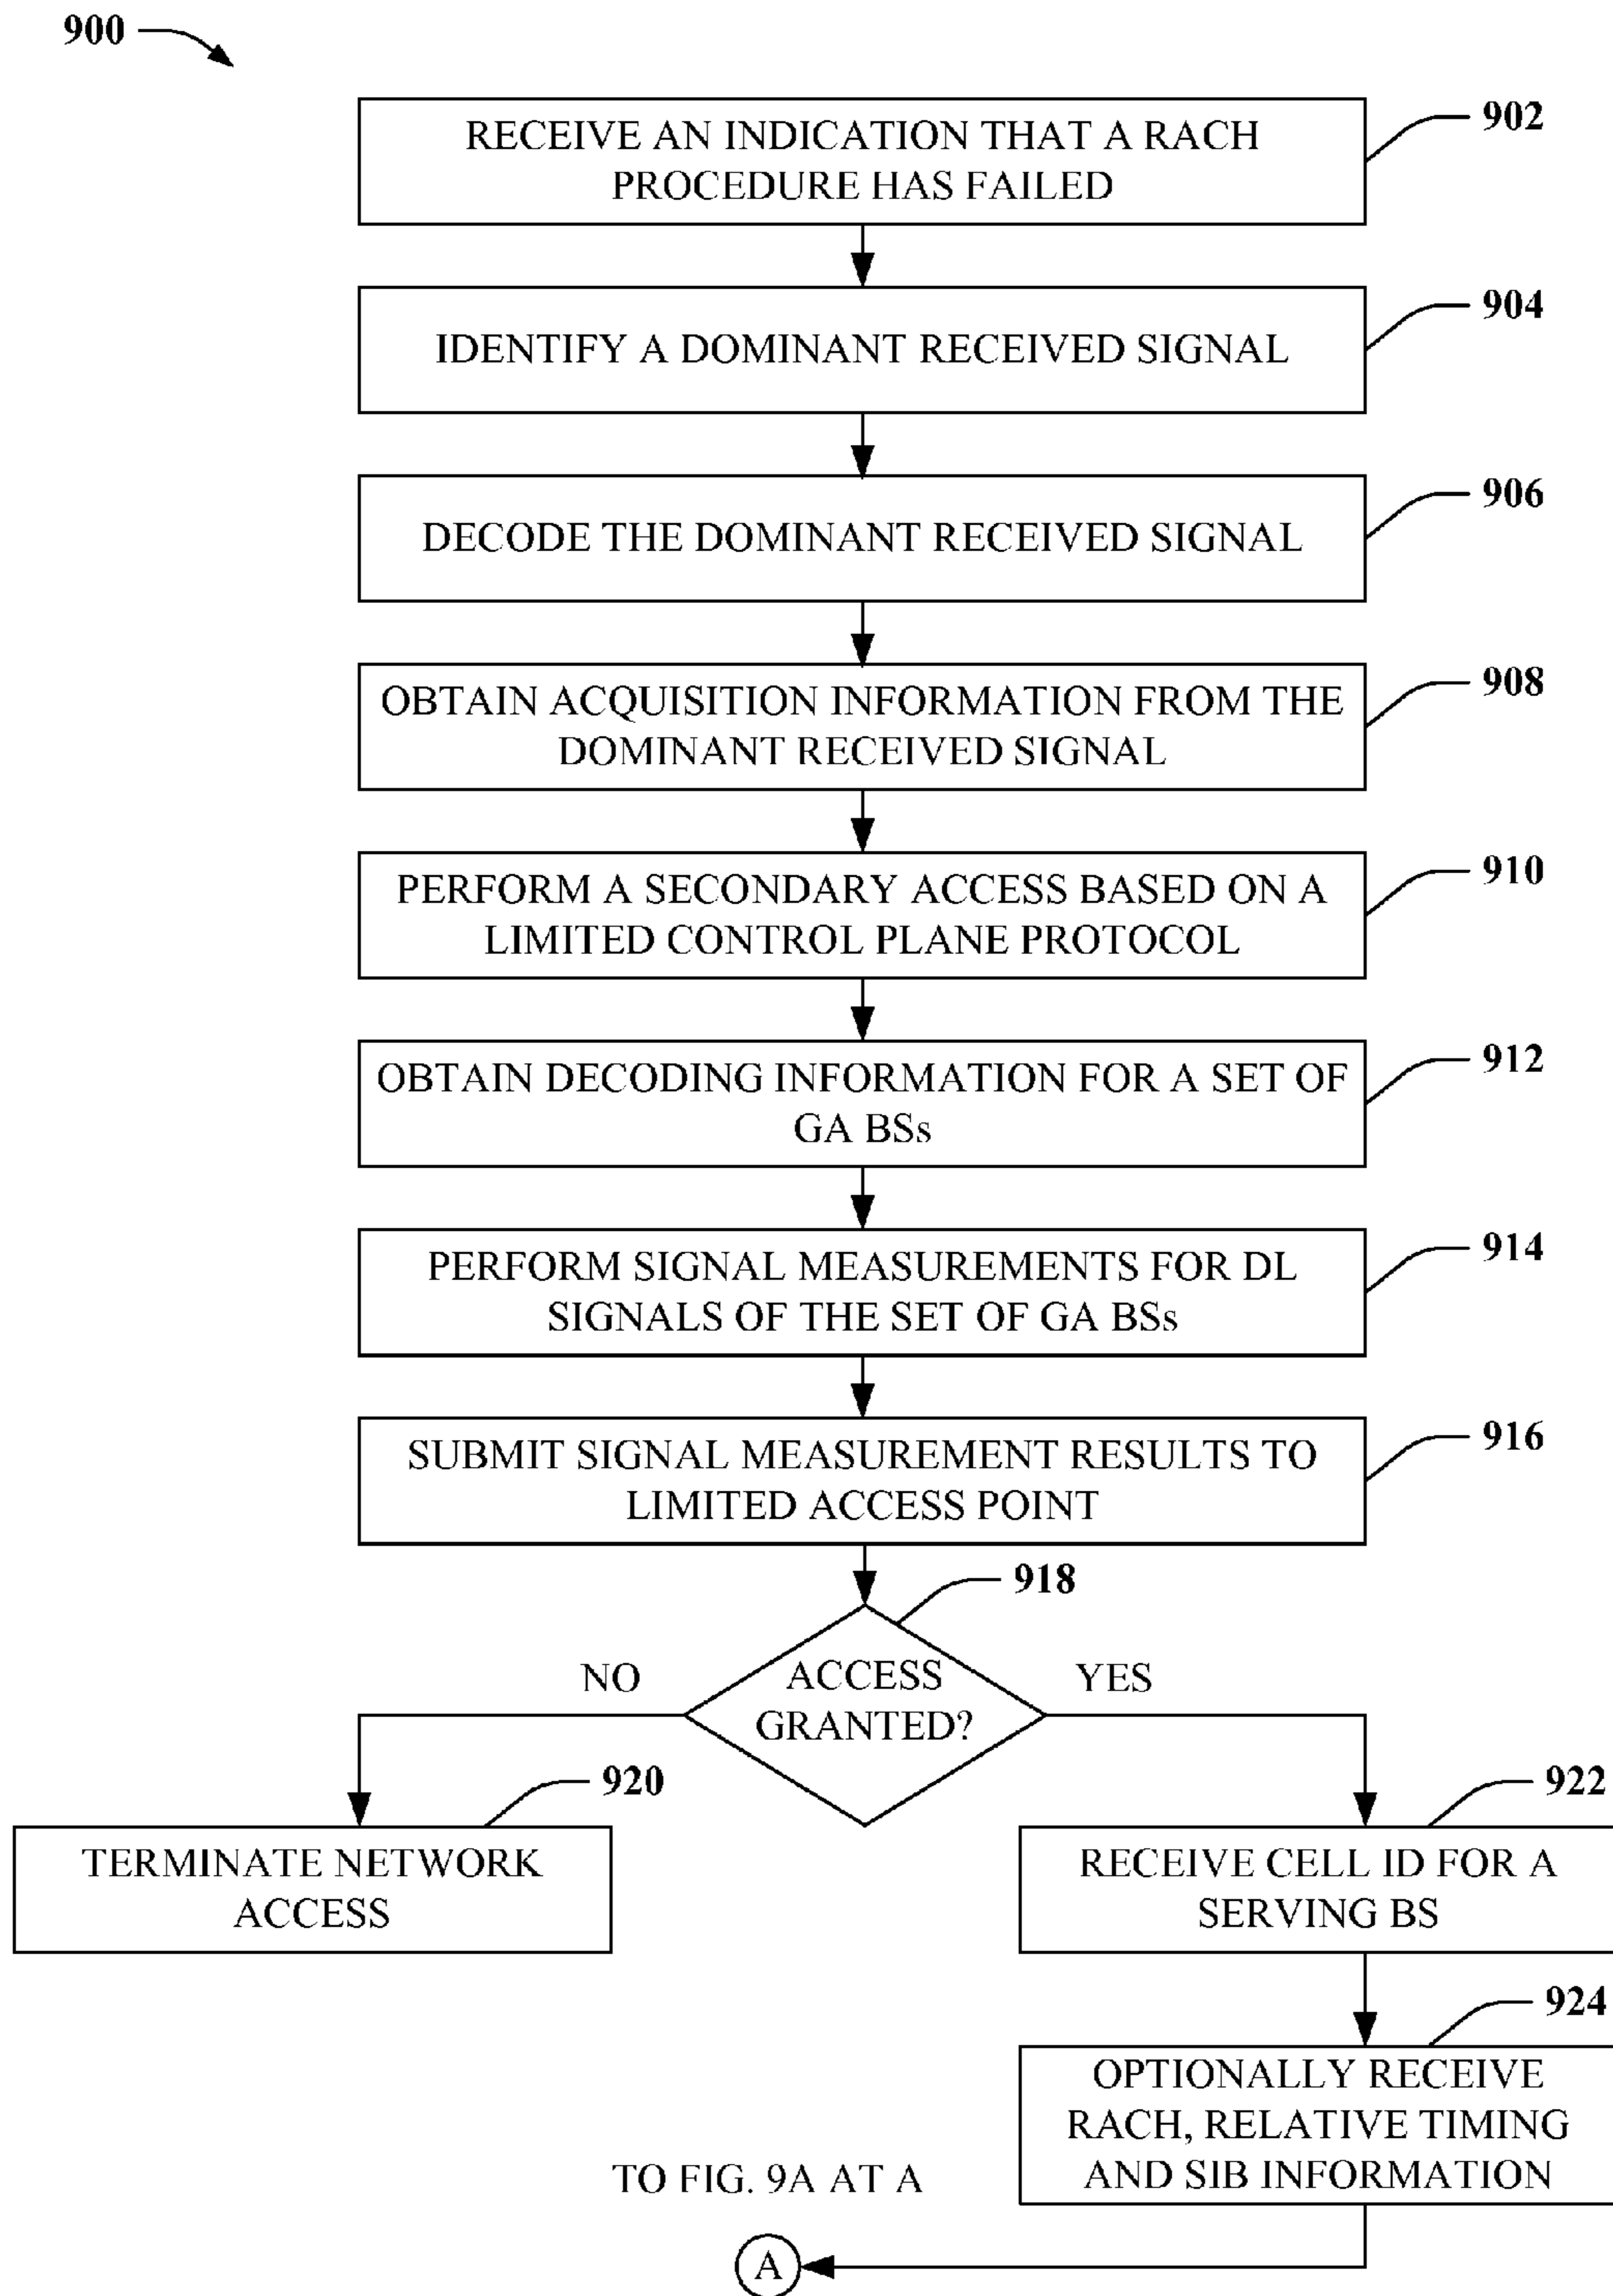 900
RECEIVE AN INDICATION THAT A RACH
PROCEDURE HAS FAILED
902
IDENTIFY A DOMINANT RECEIVED SIGNAL
904
DECODE THE DOMINANT RECEIVED SIGNAL
906
OBTAIN ACQUISITION INFORMATION FROM THE
DOMINANT RECEIVED SIGNAL
908
PERFORM A SECONDARY ACCESS BASED ON A
LIMITED CONTROL PLANE PROTOCOL
910
OBTAIN DECODING INFORMATION FOR A SET OF
GA BSs
912
PERFORM SIGNAL MEASUREMENTS FOR DL
SIGNALS OF THE SET OF GA BSs
914
SUBMIT SIGNAL MEASUREMENT RESULTS TO
LIMITED ACCESS POINT
916
918
ACCESS
GRANTED?
NO
YES
920
TERMINATE NETWORK
ACCESS
922
RECEIVE CELL ID FOR A
SERVING BS
924
OPTIONALLY RECEIVE
RACH, RELATIVE TIMING
AND SIB INFORMATION
TO FIG. 9A AT A
A